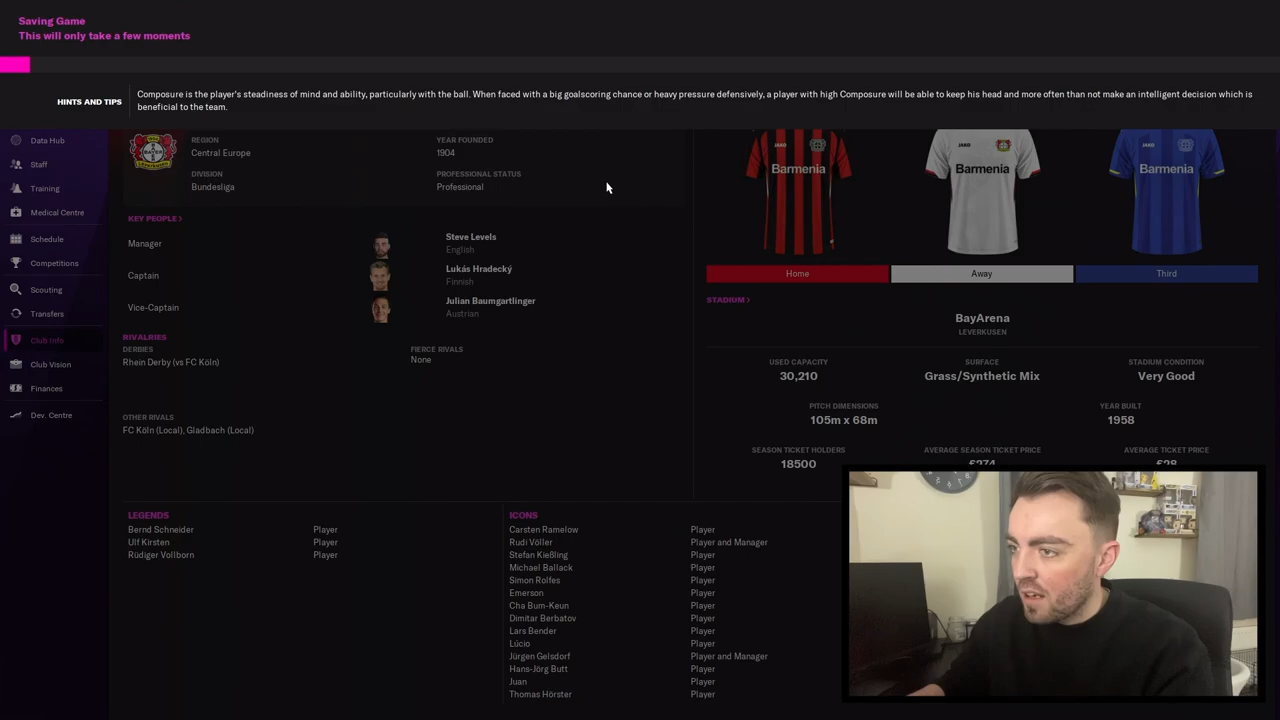 Saving Game
This will only take a few moments
HINTS AND TIPS
Composure is the player's steadiness of mind and ability, particularly with the ball. When faced with a big goalscoring chance or heavy pressure defensively, a player with high Composure will be able to keep his head and more often than not make an intelligent decision which is
beneficial to the team.
Data Hub
Staff
Training
Medical Centre
Schedule
Competitions
Scouting
Transfers
Club Info
Club Vision
Finances
Dev. Centre
REGION
Central Europe
YEAR FOUNDED
1904
DIVISION
Bundesliga
PROFESSIONAL STATUS
Professional
KEY PEOPLE >
Manager
Steve Levels
English
Captain
Lukás Hradecký
Finnish
Vice-Captain
Julian Baumgartlinger
Austrian
RIVALRIES
DERBIES
Rhein Derby (vs FC Köln)
FIERCE RIVALS
None
OTHER RIVALS
FC Köln (Local), Gladbach (Local)
LEGENDS
Bernd Schneider Player
Ulf Kirsten Player
Rüdiger Vollborn Player
ICONS
Carsten Ramelow Player
Rudi Völler Player and Manager
Stefan Kießling Player
Michael Ballack Player
Simon Rolfes Player
Emerson Player
Cha Bum-Keun Player
Dimitar Berbatov Player
Lars Bender Player
Lúcio Player
Jürgen Gelsdorf Player and Manager
Hans-Jörg Butt Player
Juan Player
Thomas Hörster Player
JAKO
Barmenia
JAKO
Barmenia
JAKO
Barmenia
Home
Away
Third
STADIUM >
BayArena
LEVERKUSEN
USED CAPACITY
30,210
SURFACE
Grass/Synthetic Mix
STADIUM CONDITION
Very Good
PITCH DIMENSIONS
105m x 68m
YEAR BUILT
1958
SEASON TICKET HOLDERS
18500
AVERAGE SEASON TICKET PRICE
€274
AVERAGE TICKET PRICE
€28